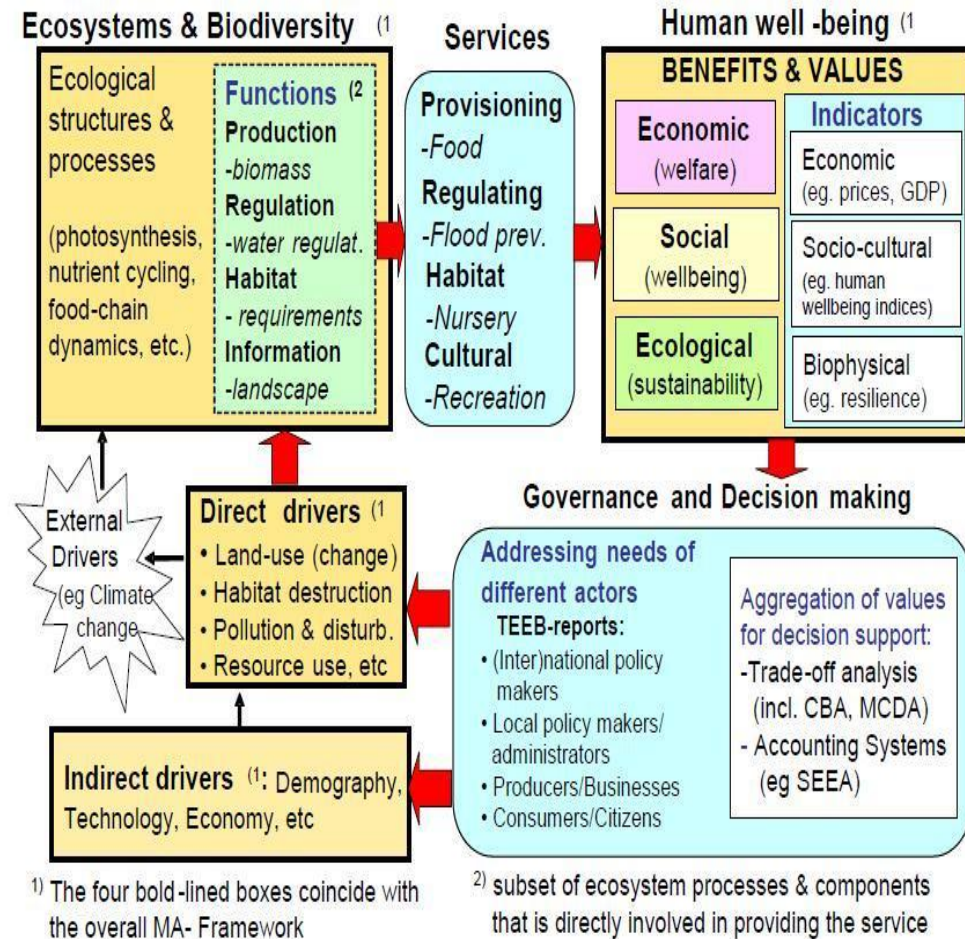 Ecosystems & Biodiversity (1
Ecological
structures &
processes
(photosynthesis,
nutrient cycling,
food-chain
dynamics, etc.)
Functions (2
Production
-biomass
Regulation
-water regulat.
Habitat
- requirements
Information
-landscape
Services
Provisioning
-Food
Regulating
-Flood prev.
Habitat
-Nursery
Cultural
-Recreation
Human well -being (1
BENEFITS & VALUES
Economic
(welfare)
Social
(wellbeing)
Ecological
(sustainability)
Indicators
Economic
(eg. prices, GDP)
Socio-cultural
(eg. human
wellbeing indices)
Biophysical
(eg. resilience)
External
Drivers
(eg Climate
change
Direct drivers (1
• Land-use (change)
• Habitat destruction
• Pollution & disturb.
• Resource use, etc
Indirect drivers (1: Demography,
Technology, Economy, etc
Governance and Decision making
Addressing needs of
different actors
TEEB-reports:
• (Inter)national policy
makers
• Local policy makers/
administrators
• Producers/Businesses
• Consumers/Citizens
Aggregation of values
for decision support:
-Trade-off analysis
(incl. CBA, MCDA)
- Accounting Systems
(eg SEEA)
1) The four bold-lined boxes coincide with
the overall MA- Framework
2) subset of ecosystem processes & components
that is directly involved in providing the service